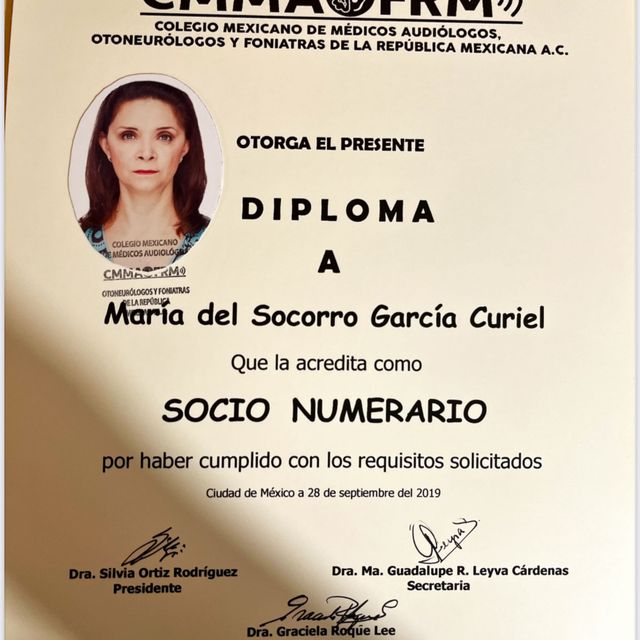 CMMAOFRM
COLEGIO MEXICANO DE MÉDICOS AUDIÓLOGOS,
OTONEURÓLOGOS Y FONIATRAS DE LA REPÚBLICA MEXICANA A.C.
OTORGA EL PRESENTE
DIPLOMA
A
COLEGIO MEXICANO
DE MÉDICOS AUDIÓLOG
CMMAOFRM
OTONEURÓLOGOS Y FONIATRAS
DE LA REPÚBLICA
María del Socorro García Curiel
Que la acredita como
SOCIO NUMERARIO
por haber cumplido con los requisitos solicitados
Ciudad de México a 28 de septiembre del 2019
Dra. Silvia Ortiz Rodríguez
Presidente
Dra. Ma. Guadalupe R. Leyva Cárdenas
Secretaria
Dra. Graciela Roque Lee